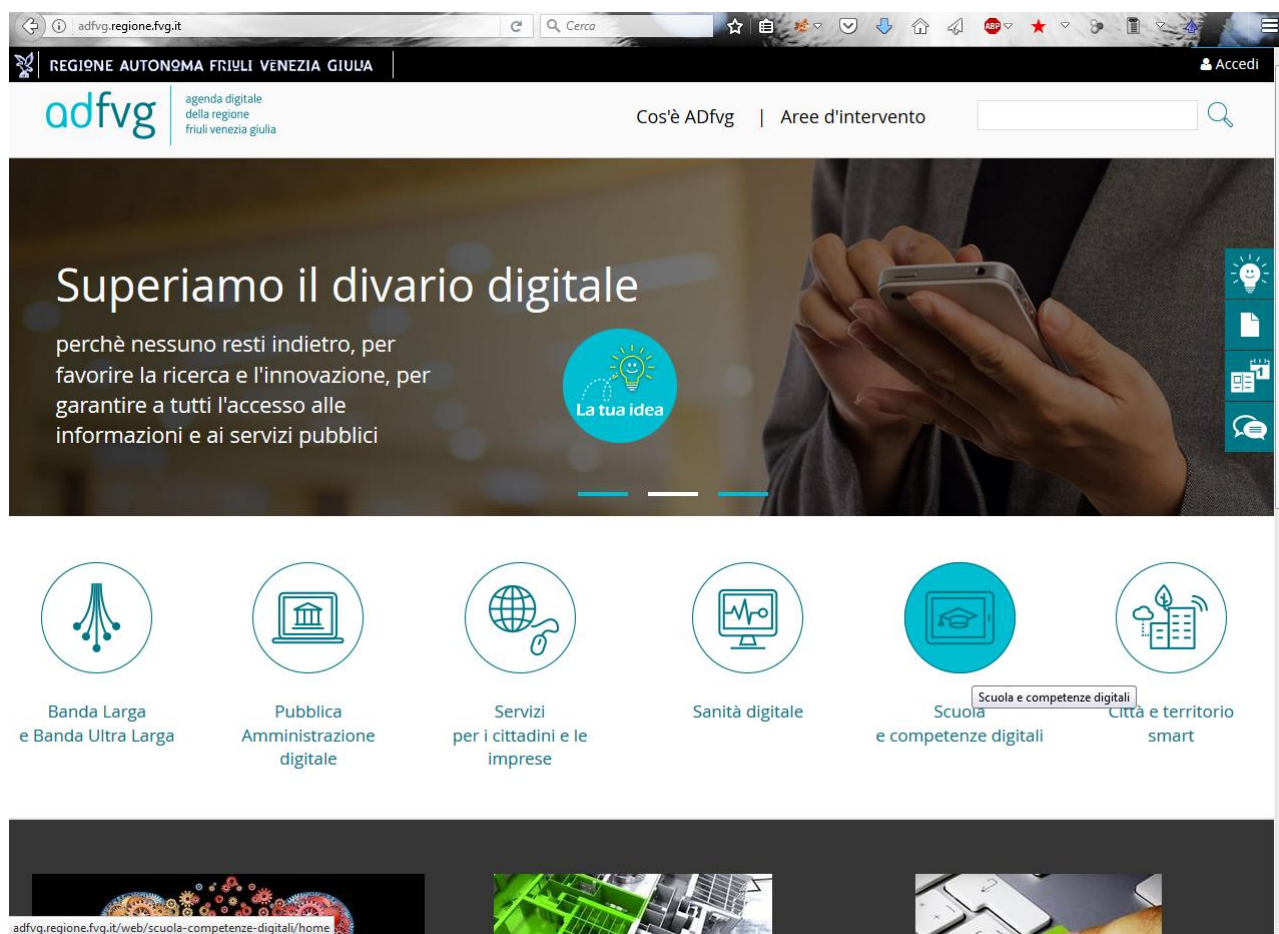 adfvg.regione.fvg.it
Cerca
ABP
REGIONE AUTONOMA FRIULI VENEZIA GIULIA
Accedi
adfvg
agenda digitale
della regione
friuli venezia giulia
Cos'è ADfvg | Aree d'intervento
Superiamo il divario digitale
perchè nessuno resti indietro, per
favorire la ricerca e l'innovazione, per
garantire a tutti l'accesso alle
informazioni e ai servizi pubblici
La tua idea
1
Banda Larga
e Banda Ultra Larga
Pubblica
Amministrazione
digitale
Servizi
per i cittadini e le
imprese
Sanità digitale
Scuola e competenze digitali
Scuola
e competenze digitali
Città e territorio
smart
adfvg.regione.fvg.it/web/scuola-competenze-digitali/home